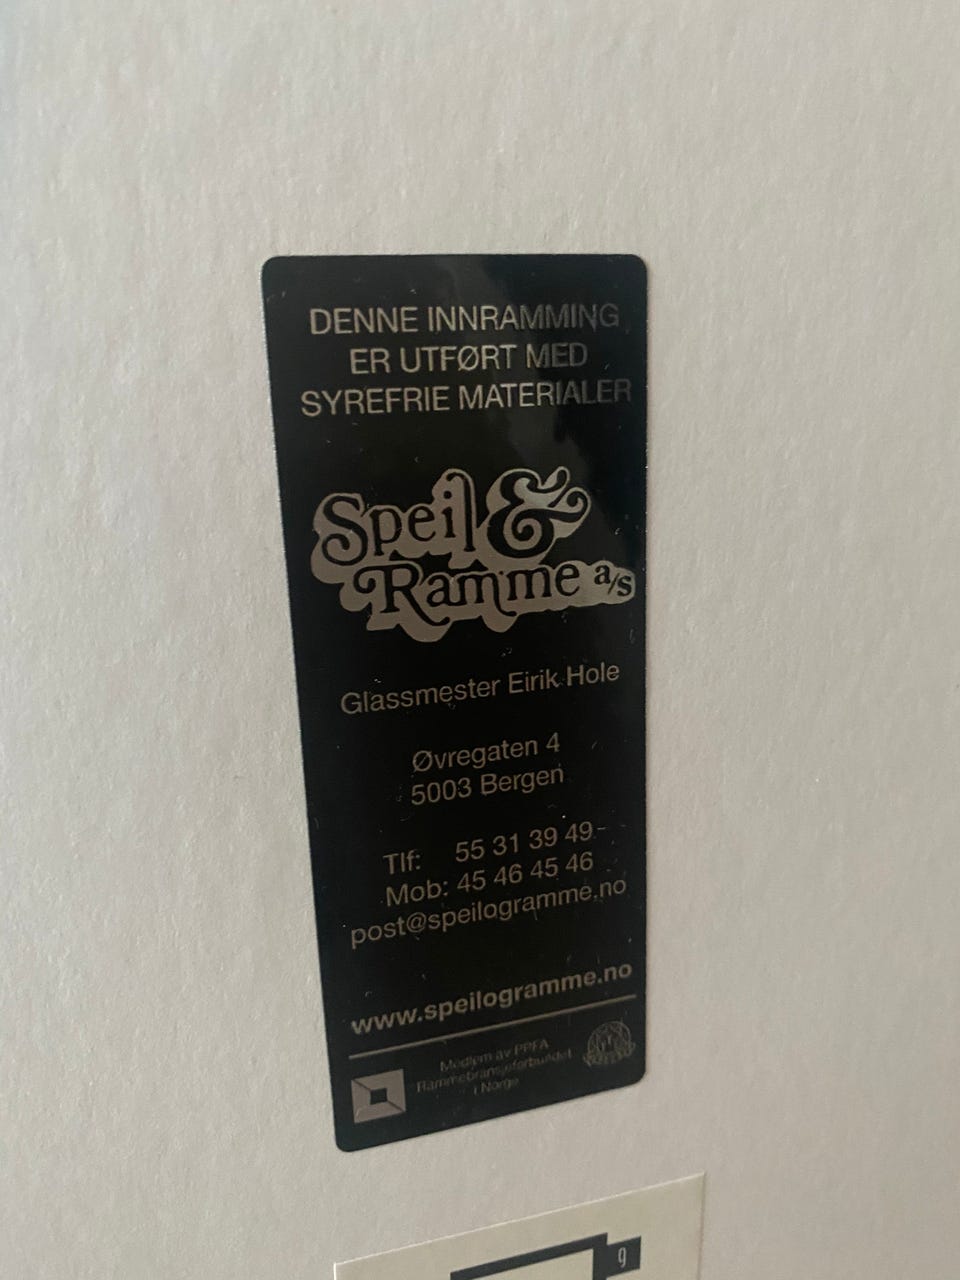 DENNE INNRAMMING
ER UTFØRT MED
SYREFRIE MATERIALER
Speil &
Ramme a/s
Glassmester Eirik Hole
Øvregaten 4
5003 Bergen
Tlf: 55 31 39 49
Mob: 45 46 45 46
post@speilogramme.no
www.speilogramme.no
Medlem av PPFA
Rammebransjeforbundet
i Norge
9